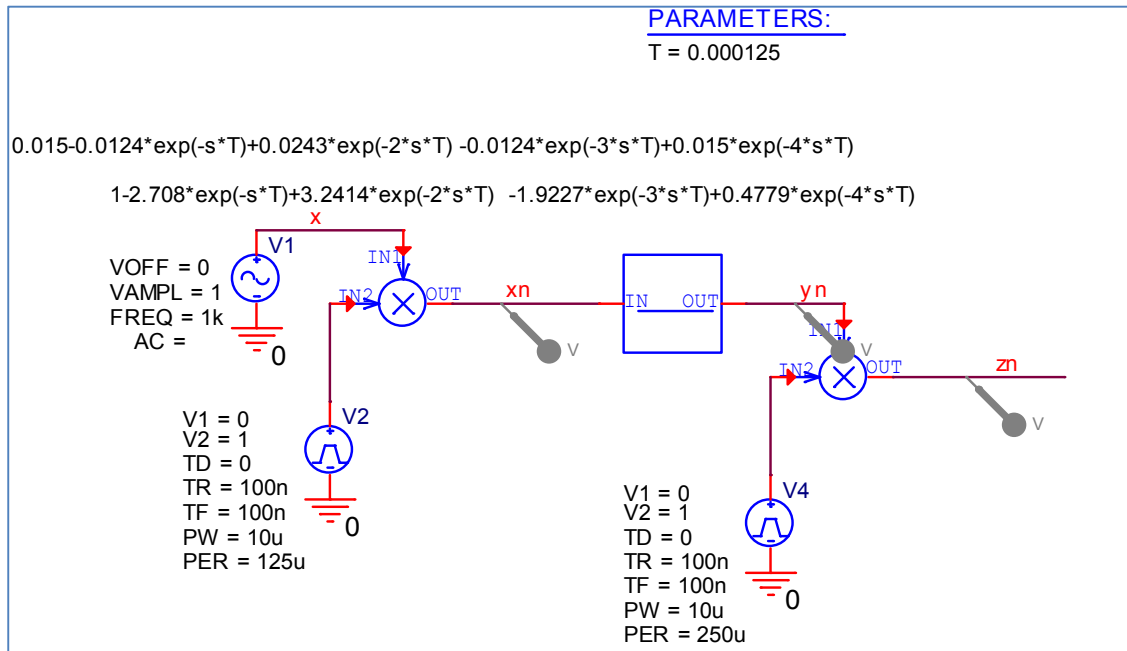 PARAMETERS:
T = 0.000125
0.015-0.0124*exp(-s*T)+0.0243*exp(-2*s*T) -0.0124*exp(-3*s*T)+0.015*exp(-4*s*T)
1-2.708*exp(-s*T)+3.2414*exp(-2*s*T) -1.9227*exp(-3*s*T)+0.4779*exp(-4*s*T)
x
V1
VOFF = 0
VAMPL = 1
FREQ = 1k
AC =
0
IN1
IN2
OUT
xn
V
IN OUT
yn
IN1
V
IN2
OUT
zn
V
V2
V1 = 0
V2 = 1
TD = 0
TR = 100n
TF = 100n
PW = 10u
PER = 125u
0
V4
V1 = 0
V2 = 1
TD = 0
TR = 100n
TF = 100n
PW = 10u
PER = 250u
0